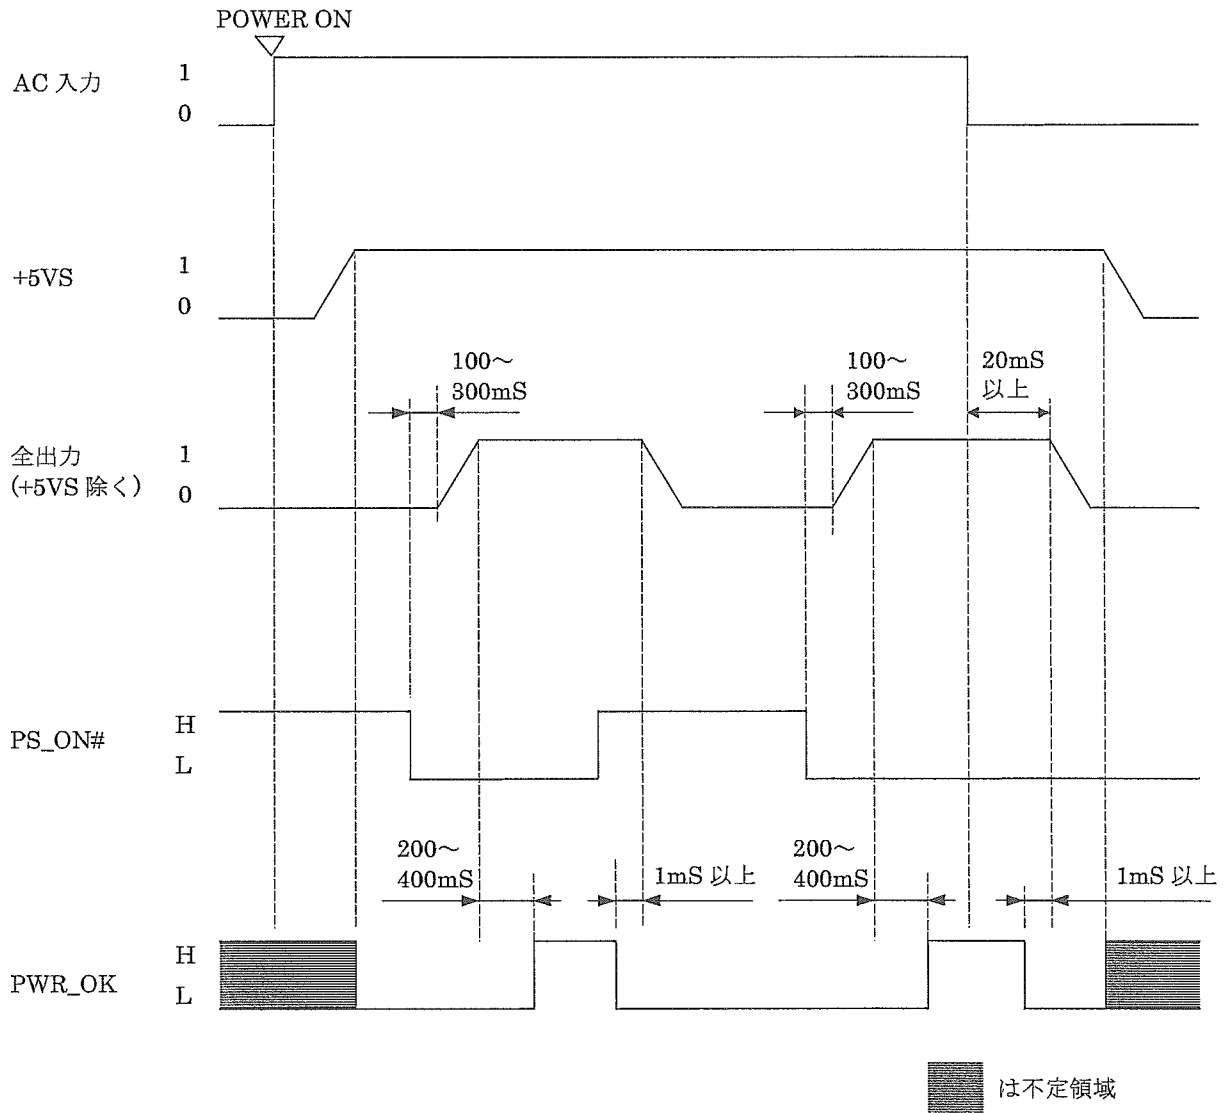 POWER ON
AC 入力
1
0
+5VS
1
0
100～
300mS
100～
300mS
20mS
以上
全出力
(+5VS 除く)
1
0
PS_ON#
H
L
200～
400mS
1mS 以上
200～
400mS
1mS 以上
PWR_OK
H
L
は不定領域